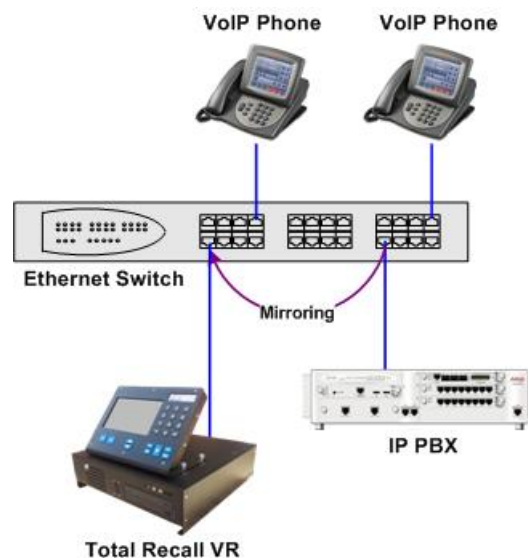 VoIP Phone
VoIP Phone
Ethernet Switch
Mirroring
IP PBX
Total Recall VR